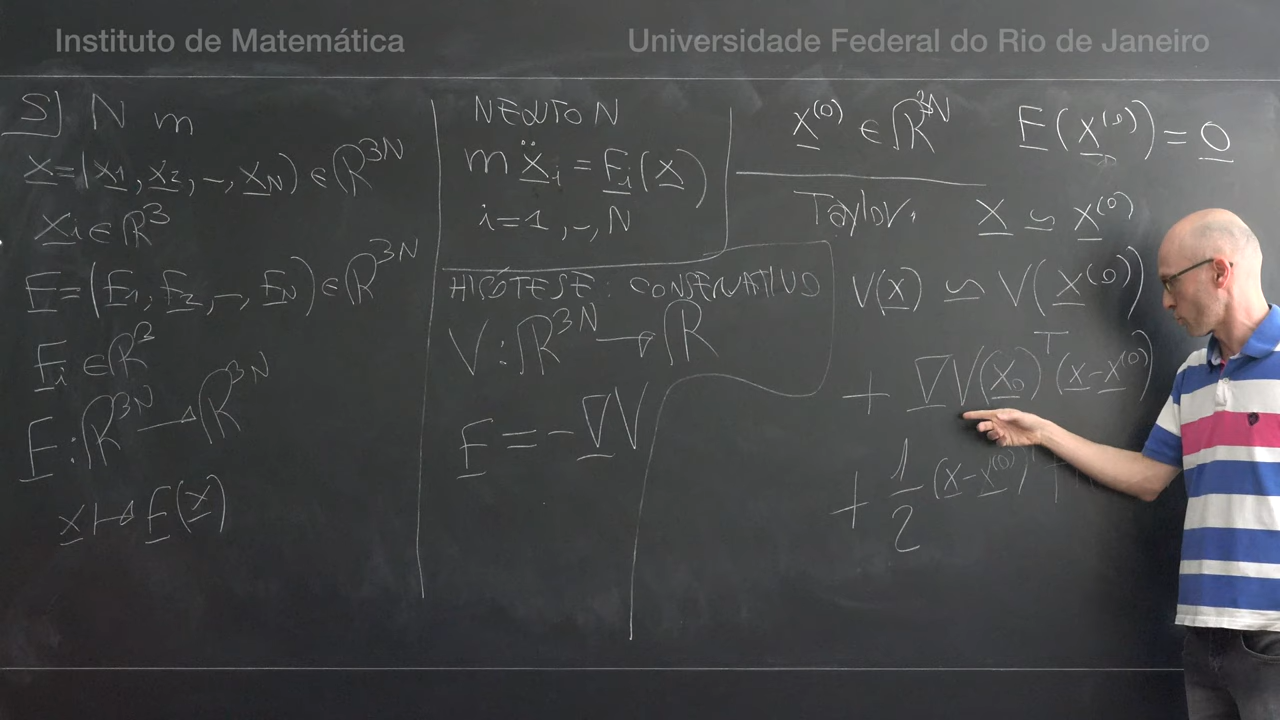 Instituto de Matemática
Universidade Federal do Rio de Janeiro
S] N m
x=(x1, x2, -, xN) ∈ ℝ^3N
xi ∈ ℝ^3
F=(F1, F2, -, FN) ∈ ℝ^3N
Fi ∈ ℝ^3
F: ℝ^3N → ℝ^3N
x ↦ F(x)
NEWTON
m ẍi = Fi(x)
i=1,-,N
HIPÓTESE: CONSERVATIVO
V: ℝ^3N → ℝ
F = -∇V
x^(0) ∈ ℝ^3N F(x^(0)) = 0
Taylor, x ≃ x^(0)
V(x) ≃ V(x^(0))
+ ∇V(x0)^T (x-x^(0))
+ 1/2 (x-x^(0))^T